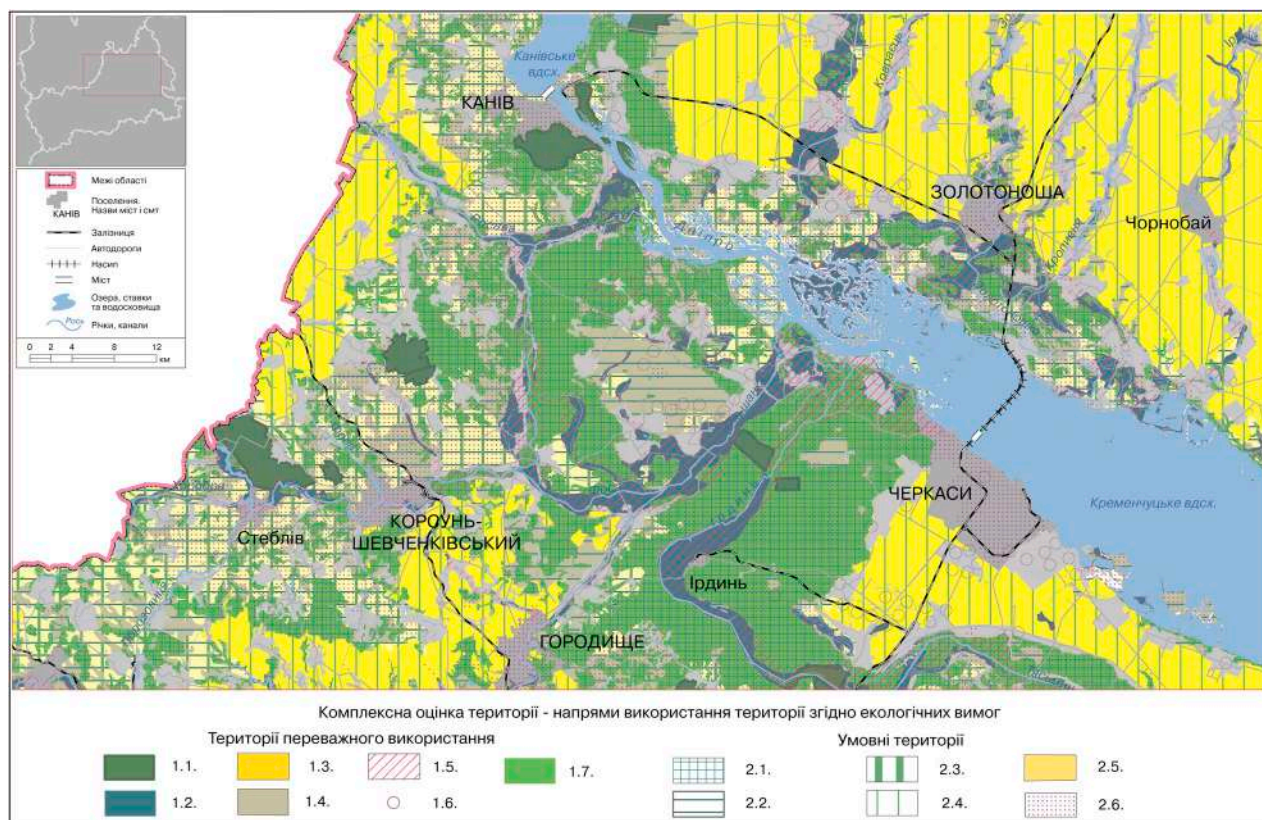 Межі області
Поселення.
Назви міст і смт
КАНІВ
Залізниця
Автодороги
Насип
Міст
Озера, ставки
та водосховища
Рось
Річки, канали
0 2 4 8 12
км
Канівське
вдсх.
КАНІВ
ЗОЛОТОНОША
Чорнобай
Дніпро
Кременчуцьке вдсх.
ЧЕРКАСИ
Стеблів
КОРСУНЬ-
ШЕВЧЕНКІВСЬКИЙ
Ірдинь
ГОРОДИЩЕ
Комплексна оцінка території - напрями використання території згідно екологічних вимог
Території переважного використання
Умовні території
1.1. 1.3. 1.5. 1.7. 2.1. 2.3. 2.5.
1.2. 1.4. 1.6. 2.2. 2.4. 2.6.